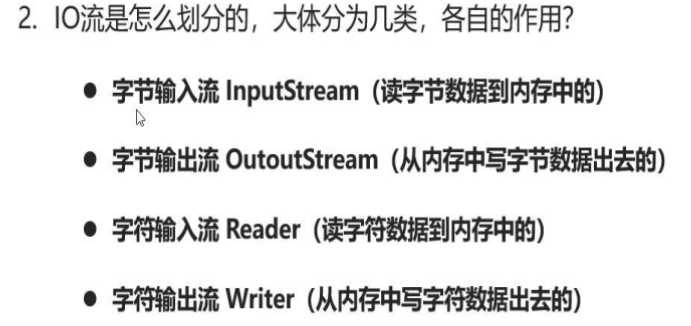 2. IO流是怎么划分的，大体分为几类，各自的作用？
● 字节输入流 InputStream（读字节数据到内存中的）
● 字节输出流 OutoutStream（从内存中写字节数据出去的）
● 字符输入流 Reader（读字符数据到内存中的）
● 字符输出流 Writer（从内存中写字符数据出去的）